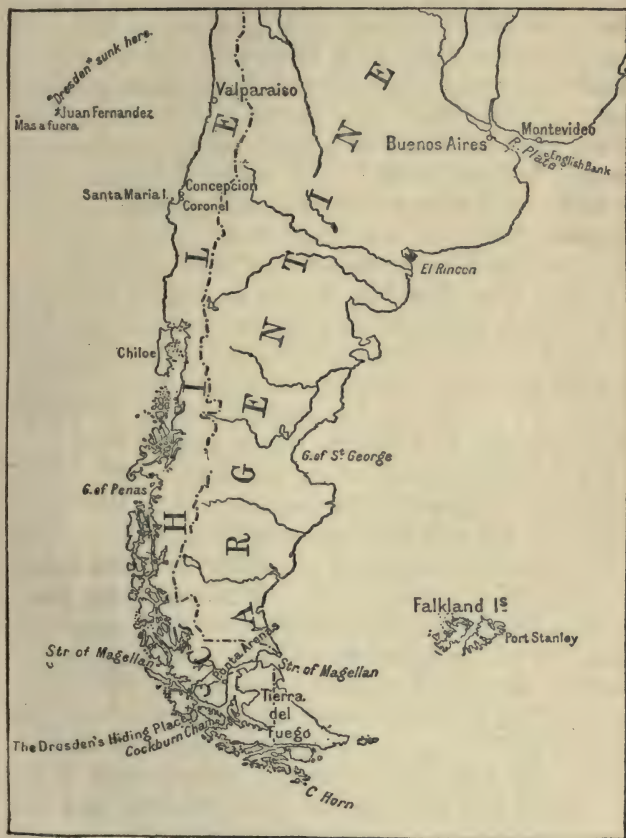 "Dresden" sunk here.
Juan Fernandez
Mas a fuera
Valparaiso
Montevideo
Buenos Aires
R. Plate
English Bank
Santa Maria I.
Concepcion
Coronel
El Rincon
CHILE
ARGENTINE
Chiloe
G. of St. George
G. of Penas
Falkland Is
Port Stanley
Str. of Magellan
Punta Arenas
Str. of Magellan
Tierra
del
Fuego
The Dresden's Hiding Place
Cockburn Chan.
C Horn